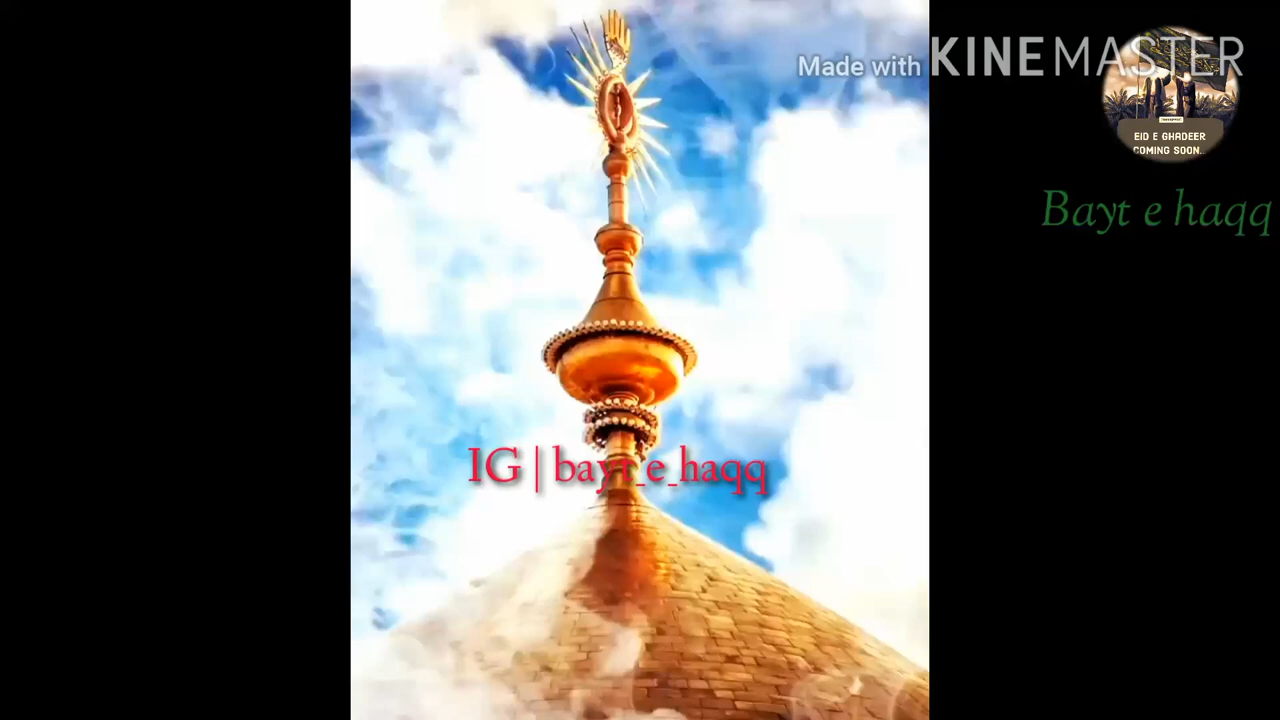 Made with KINEMASTER
EID E GHADEER
COMING SOON...
Bayt e haqq
IG | bayt_e_haqq